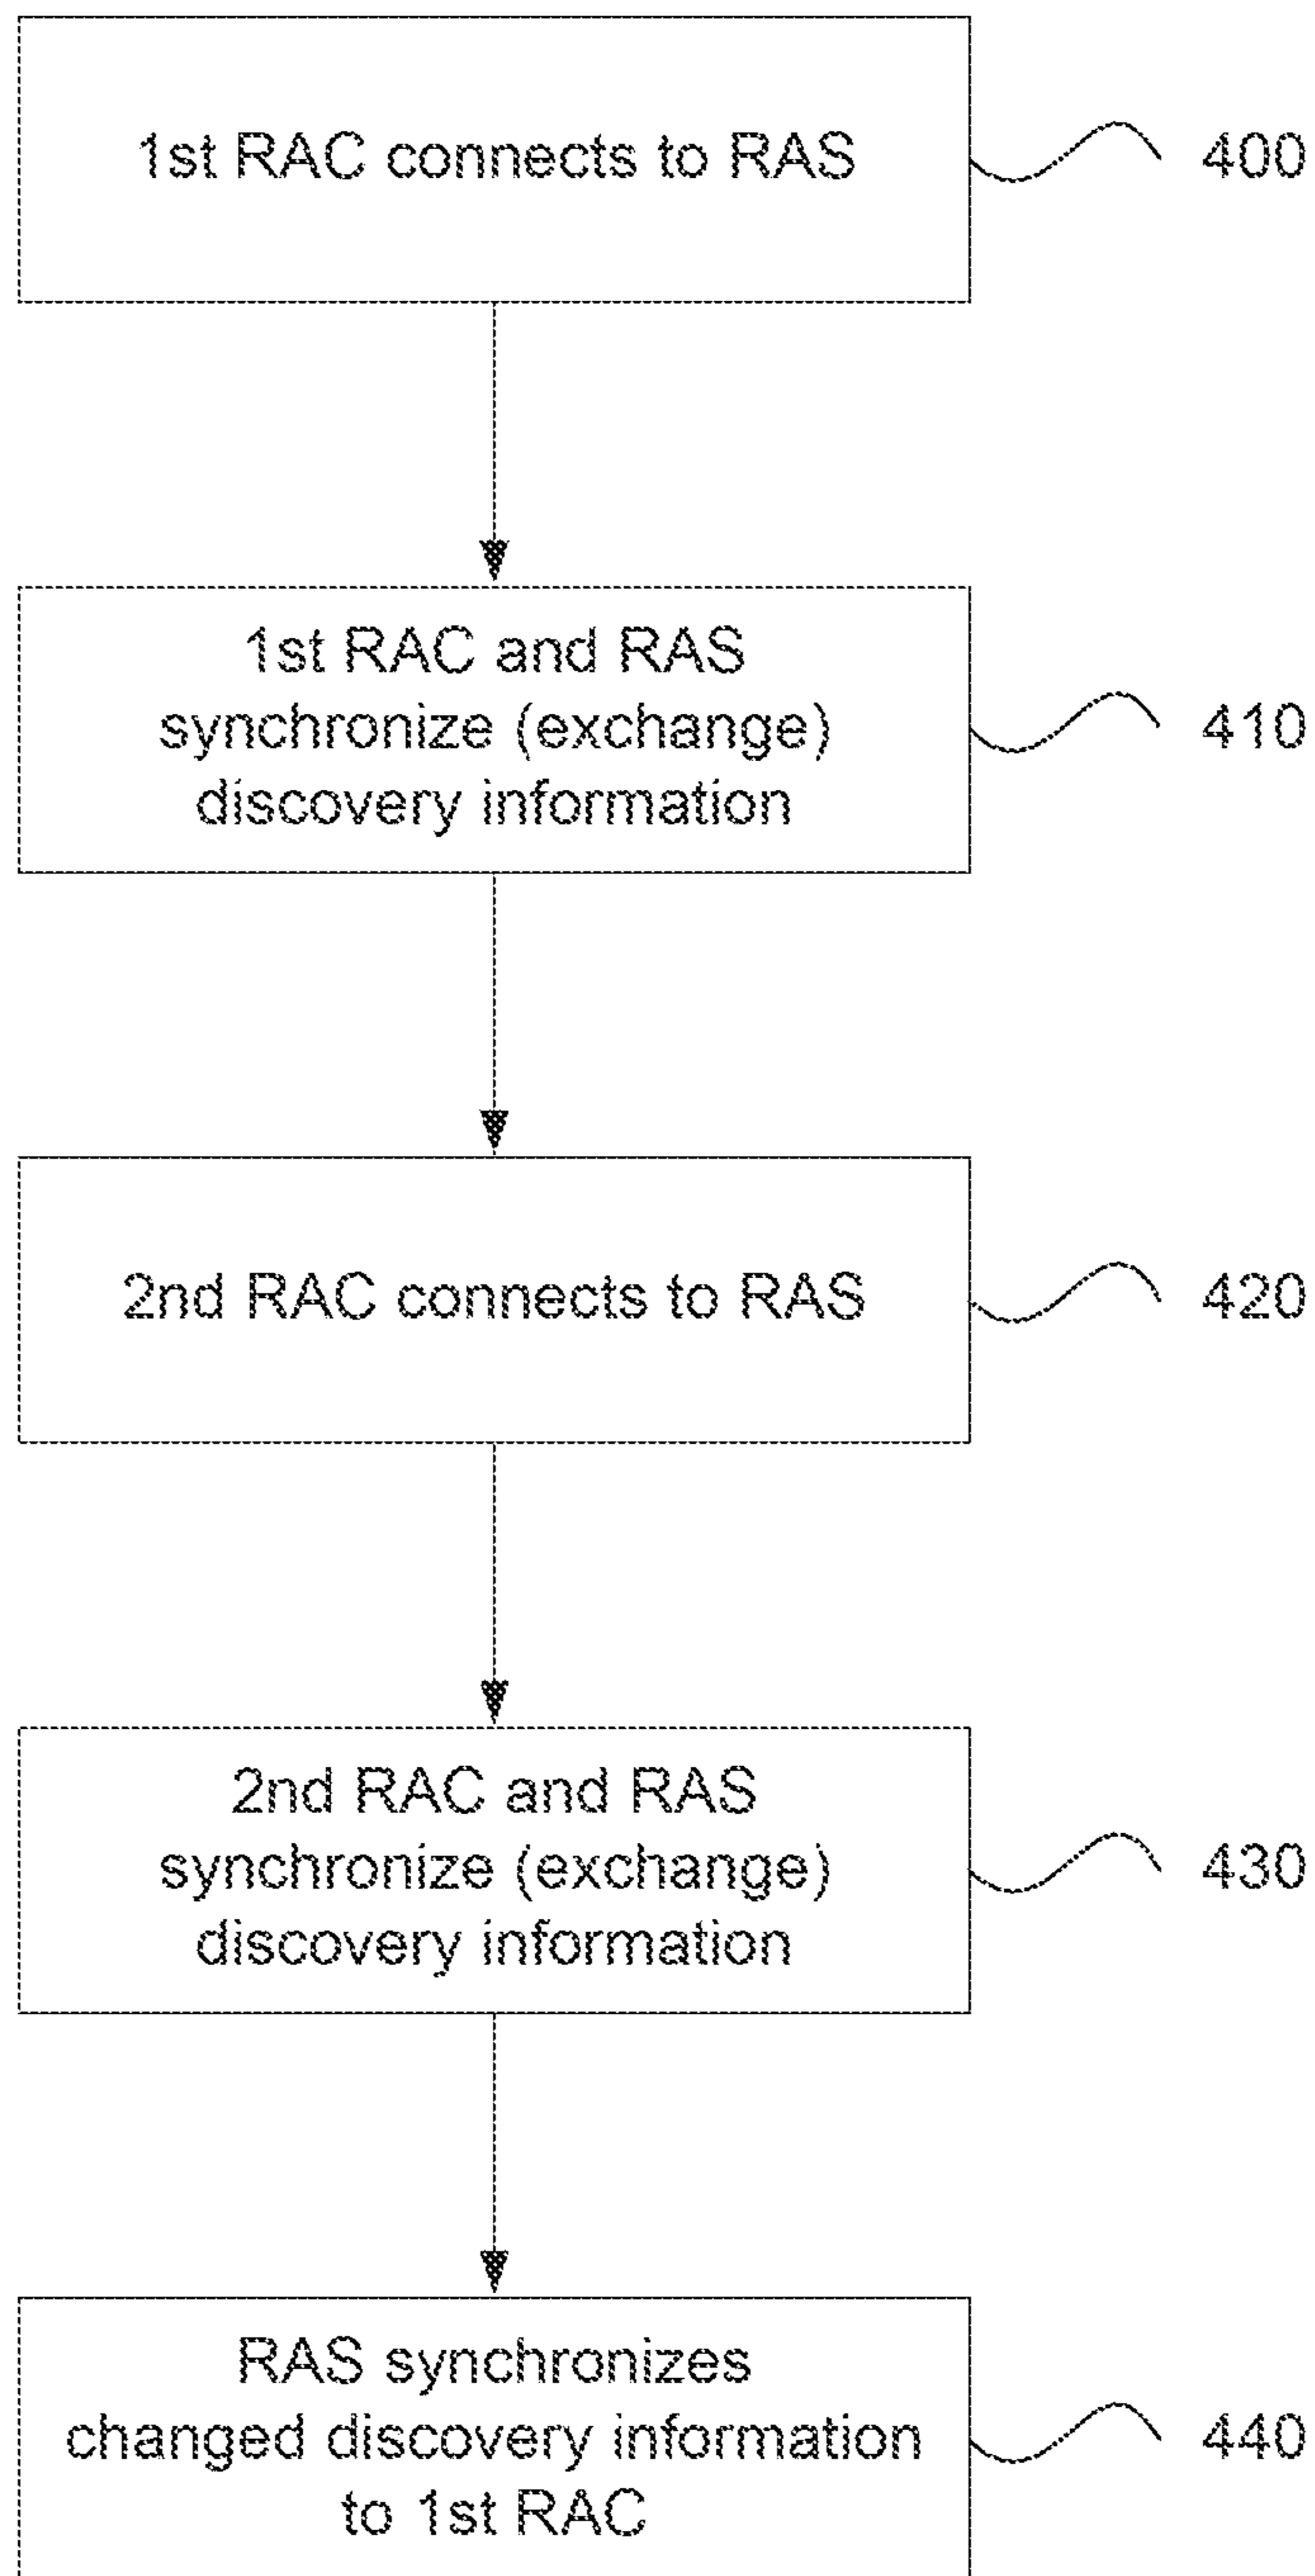 1st RAC connects to RAS
400
1st RAC and RAS
synchronize (exchange)
discovery information
410
2nd RAC connects to RAS
420
2nd RAC and RAS
synchronize (exchange)
discovery information
430
RAS synchronizes
changed discovery information
to 1st RAC
440